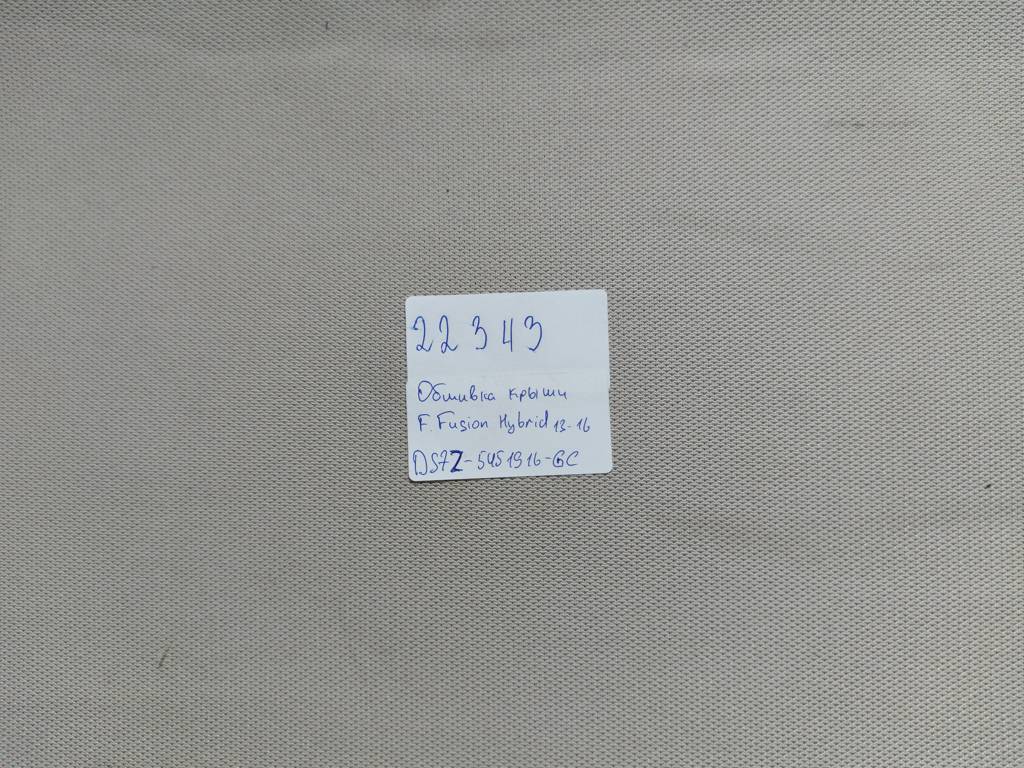 22343
Обшивка крыши
F. Fusion Hybrid 13-16
DS7Z-5451916-GC